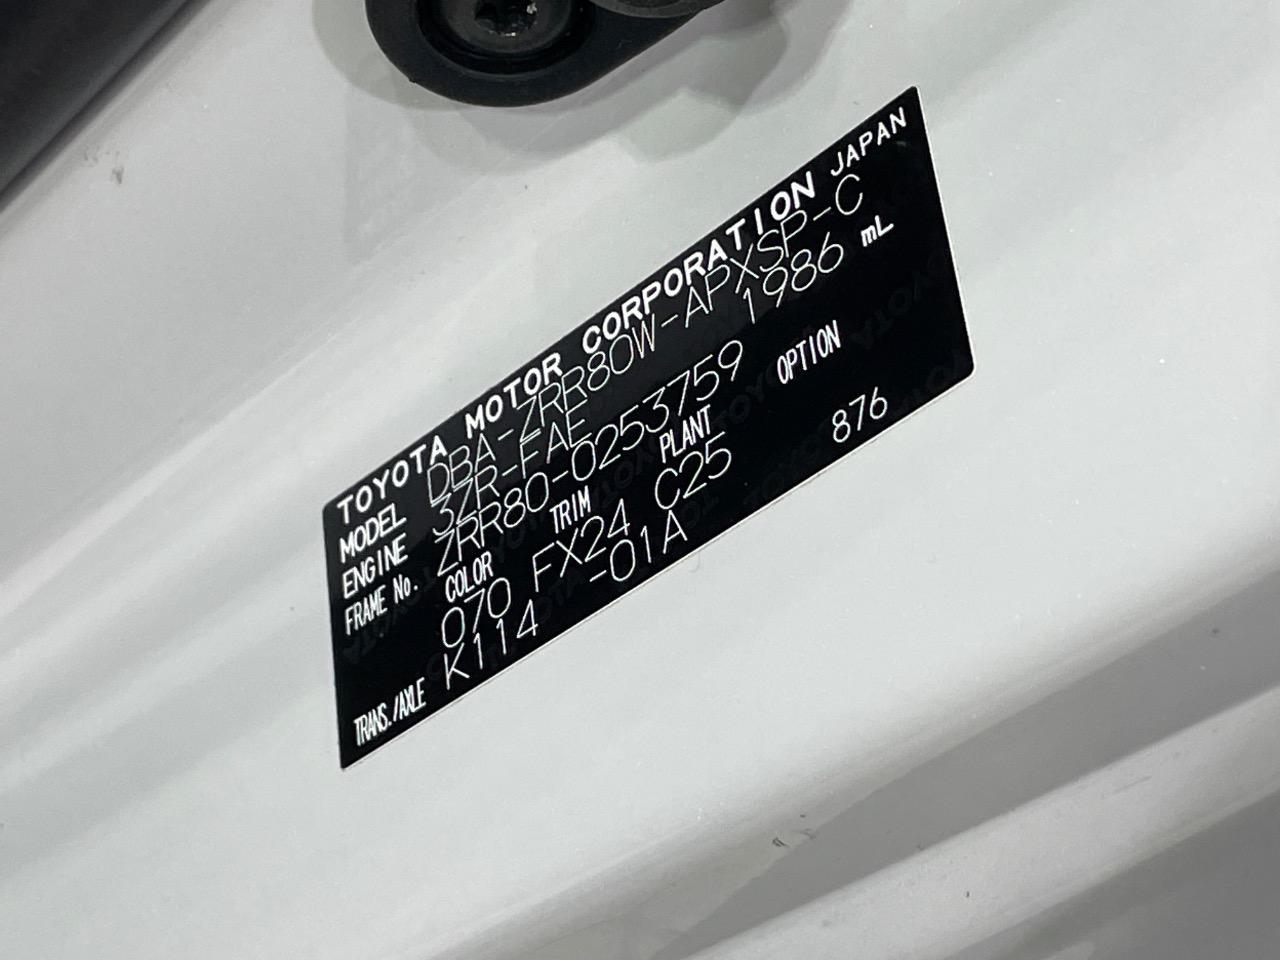 TOYOTA MOTOR CORPORATION JAPAN
MODEL DBA-ZRR80W-APXSP-C
ENGINE 3ZR-FAE 1986 mL
FRAME No. ZRR80-0253759
COLOR TRIM PLANT OPTION
070 FX24 C25 876
TRANS./AXLE K114 -01A